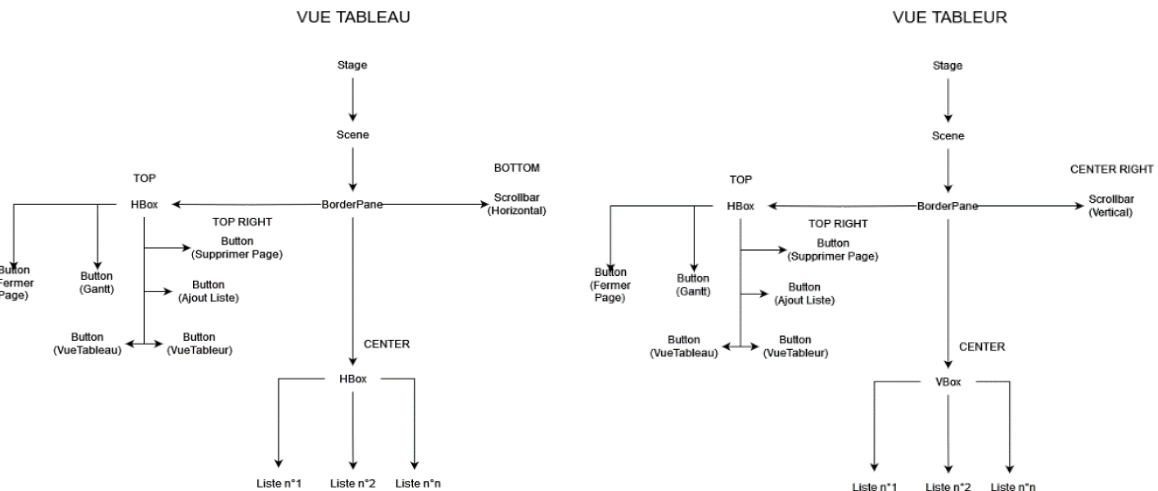 VUE TABLEAU
Stage
Scene
BOTTOM
TOP
HBox
BorderPane
Scrollbar
(Horizontal)
TOP RIGHT
Button
(Supprimer Page)
Button
(Fermer
Page)
Button
(Gantt)
Button
(Ajout Liste)
Button
(VueTableau)
Button
(VueTableur)
CENTER
HBox
Liste n°1
Liste n°2
Liste n°n
VUE TABLEUR
Stage
Scene
CENTER RIGHT
TOP
HBox
BorderPane
Scrollbar
(Vertical)
TOP RIGHT
Button
(Supprimer Page)
Button
(Fermer
Page)
Button
(Gantt)
Button
(Ajout Liste)
Button
(VueTableau)
Button
(VueTableur)
CENTER
VBox
Liste n°1
Liste n°2
Liste n°n